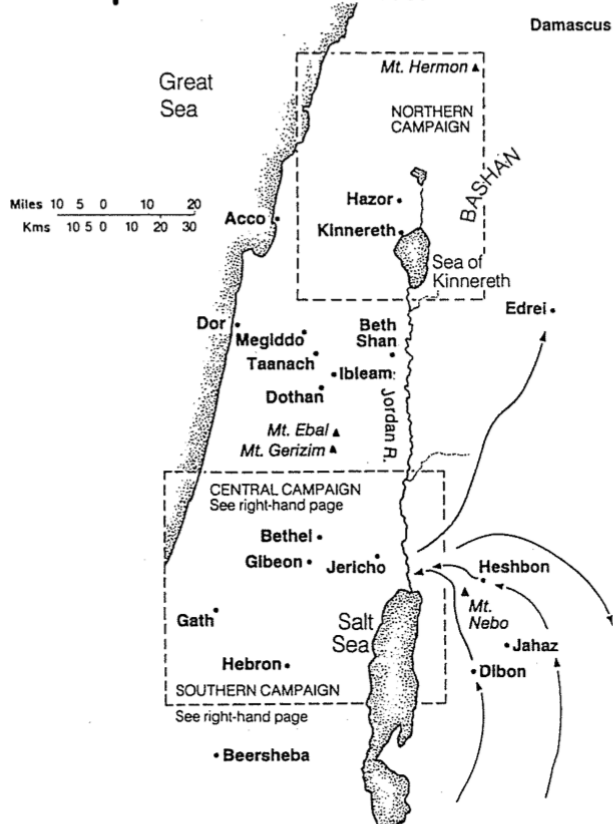 Damascus
Great
Sea
Mt. Hermon
NORTHERN
CAMPAIGN
BASHAN
Hazor
Miles 10 5 0 10 20
Kms 10 5 0 10 20 30
Acco
Kinnereth
Sea of
Kinnereth
Edrei
Dor
Megiddo
Beth
Shan
Taanach
Ibleam
Dothan
Jordan R.
Mt. Ebal
Mt. Gerizim
CENTRAL CAMPAIGN
See right-hand page
Bethel
Gibeon
Jericho
Heshbon
Mt.
Nebo
Gath
Salt
Sea
Jahaz
Hebron
Dibon
SOUTHERN CAMPAIGN
See right-hand page
Beersheba